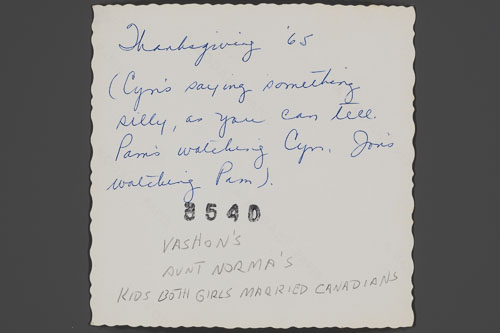 Thanksgiving '65
(Cyn's saying something
silly, as you can tell.
Pam's watching Cyn. Jon's
watching Pam).
8540
VASHON'S
AUNT NORMA'S
KIDS BOTH GIRLS MARRIED CANADIANS